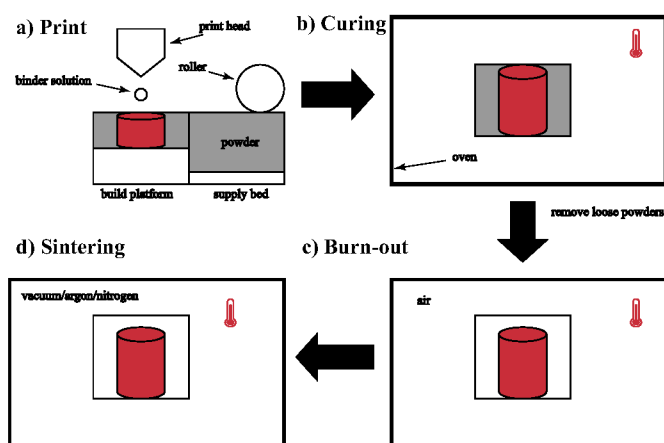 a) Print
print head
binder solution
roller
powder
build platform
supply bed
b) Curing
oven
remove loose powders
d) Sintering
vacuum/argon/nitrogen
c) Burn-out
air